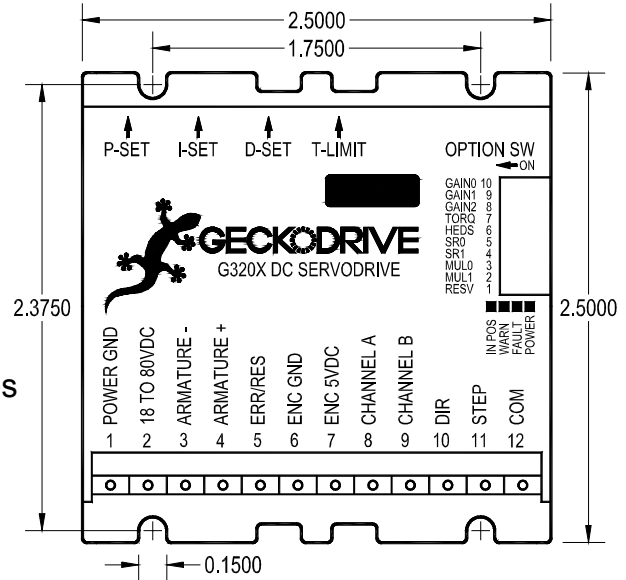 2.5000
1.7500
P-SET I-SET D-SET T-LIMIT
OPTION SW
ON
GAIN0 10
GAIN1 9
GAIN2 8
TORQ 7
HEDS 6
SR0 5
SR1 4
MUL0 3
MUL1 2
RESV 1
GECKODRIVE
G320X DC SERVODRIVE
2.3750
2.5000
IN POS
WARN
FAULT
POWER
S
POWER GND
18 TO 80VDC
ARMATURE -
ARMATURE +
ERR/RES
ENC GND
ENC 5VDC
CHANNEL A
CHANNEL B
DIR
STEP
COM
1 2 3 4 5 6 7 8 9 10 11 12
0.1500